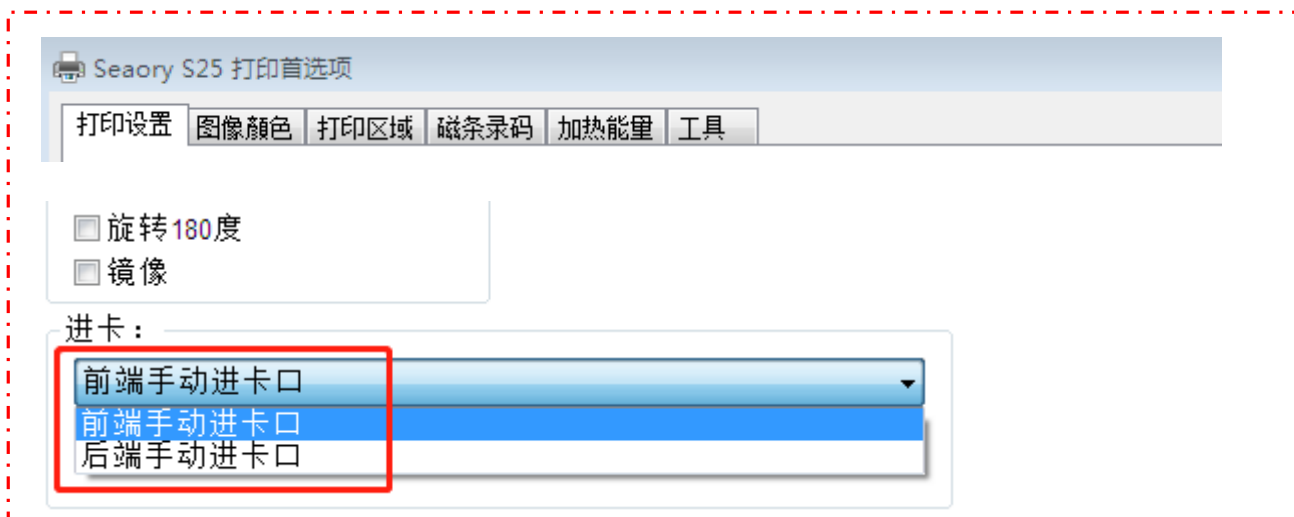 Seaory S25 打印首选项
打印设置 图像顏色 打印区域 磁条录码 加热能量 工具
旋转180度
镜像
进卡：
前端手动进卡口
前端手动进卡口
后端手动进卡口